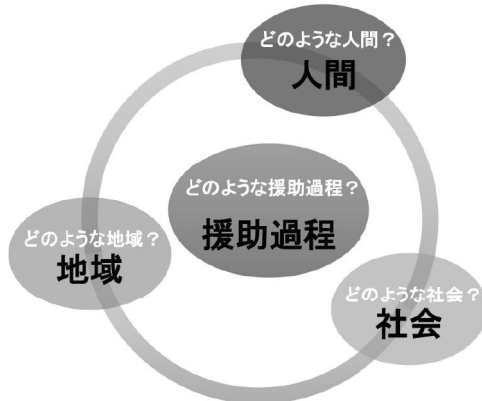 どのような人間？
人間
どのような援助過程？
援助過程
どのような地域？
地域
どのような社会？
社会